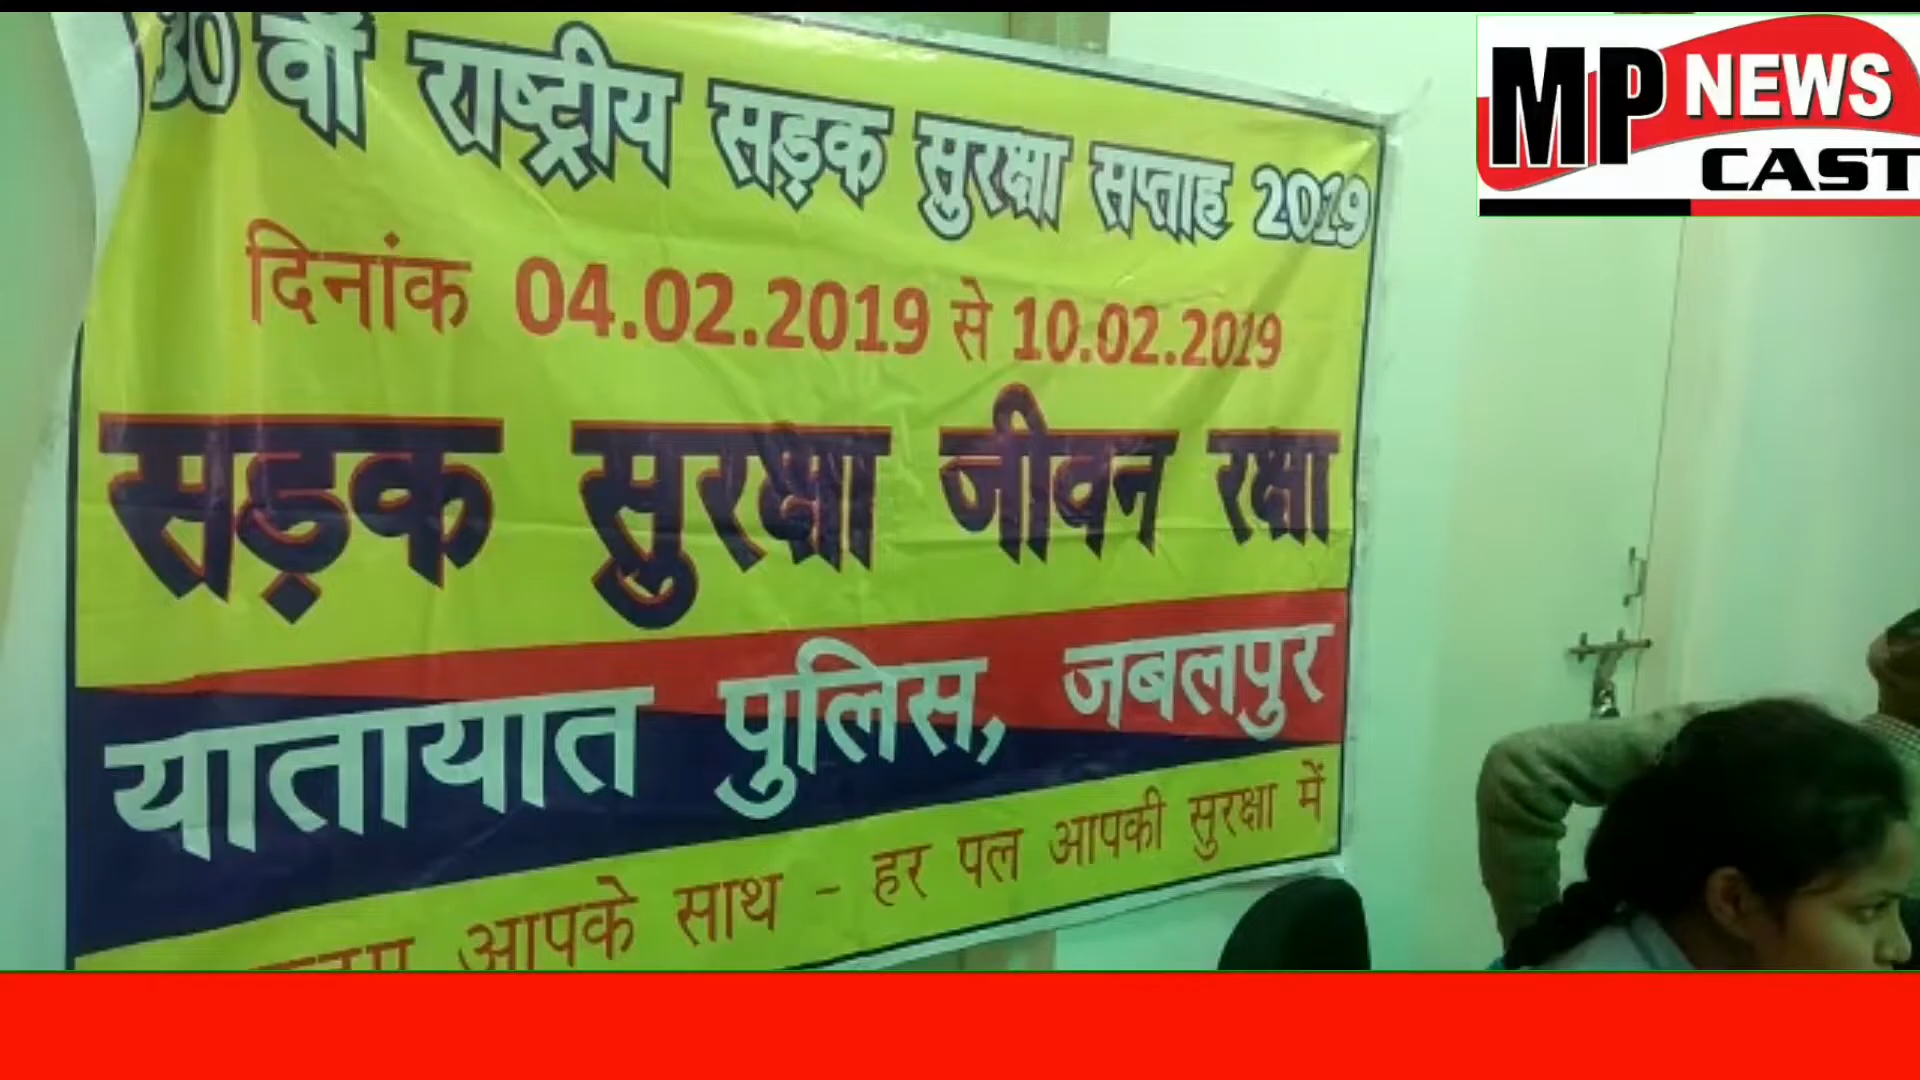 30 वाँ राष्ट्रीय सड़क सुरक्षा सप्ताह 2019
दिनांक 04.02.2019 से 10.02.2019
सड़क सुरक्षा जीवन रक्षा
यातायात पुलिस, जबलपुर
आपके साथ - हर पल आपकी सुरक्षा में
MP NEWS
CAST